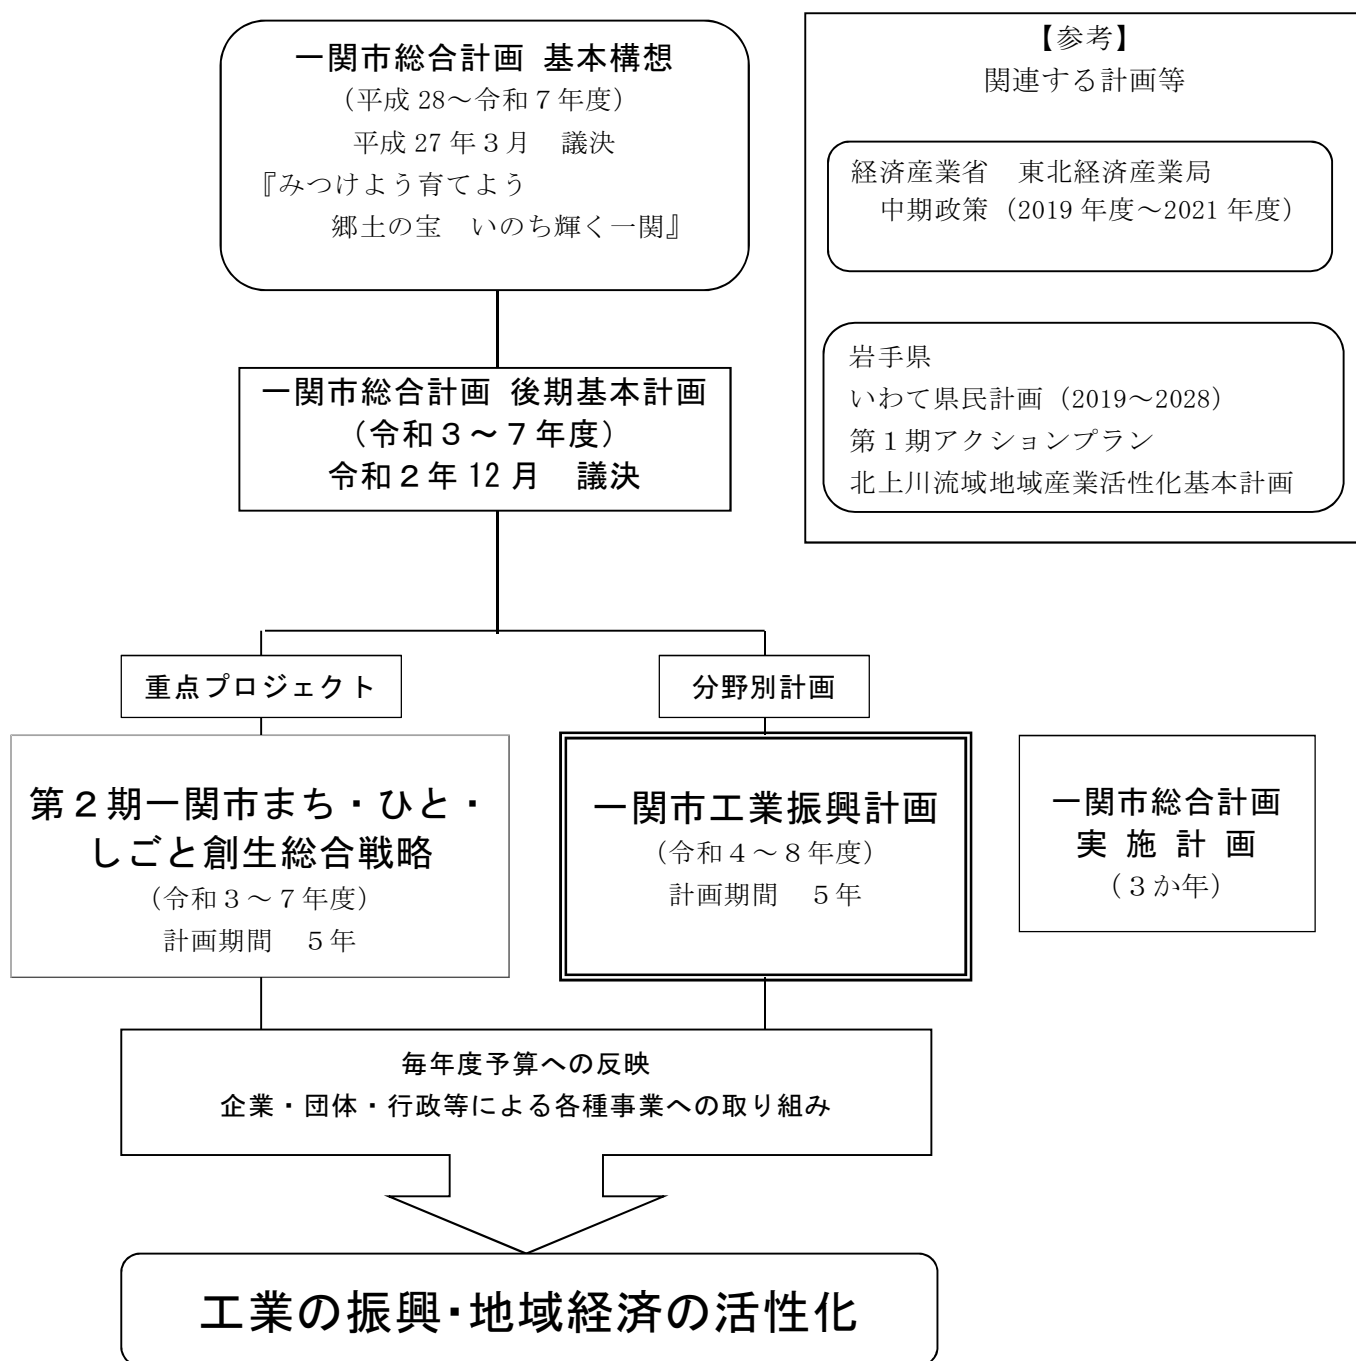 一関市総合計画 基本構想
（平成 28～令和７年度）
平成 27 年３月　議決
『みつけよう育てよう
郷土の宝　いのち輝く一関』
【参考】
関連する計画等
経済産業省　東北経済産業局
中期政策（2019 年度～2021 年度）
岩手県
いわて県民計画（2019～2028）
第１期アクションプラン
北上川流域地域産業活性化基本計画
一関市総合計画 後期基本計画
（令和３～７年度）
令和２年 12 月　議決
重点プロジェクト
分野別計画
第２期一関市まち・ひと・
しごと創生総合戦略
（令和３～７年度）
計画期間　５年
一関市工業振興計画
（令和４～８年度）
計画期間　５年
一関市総合計画
実 施 計 画
（３か年）
毎年度予算への反映
企業・団体・行政等による各種事業への取り組み
工業の振興・地域経済の活性化